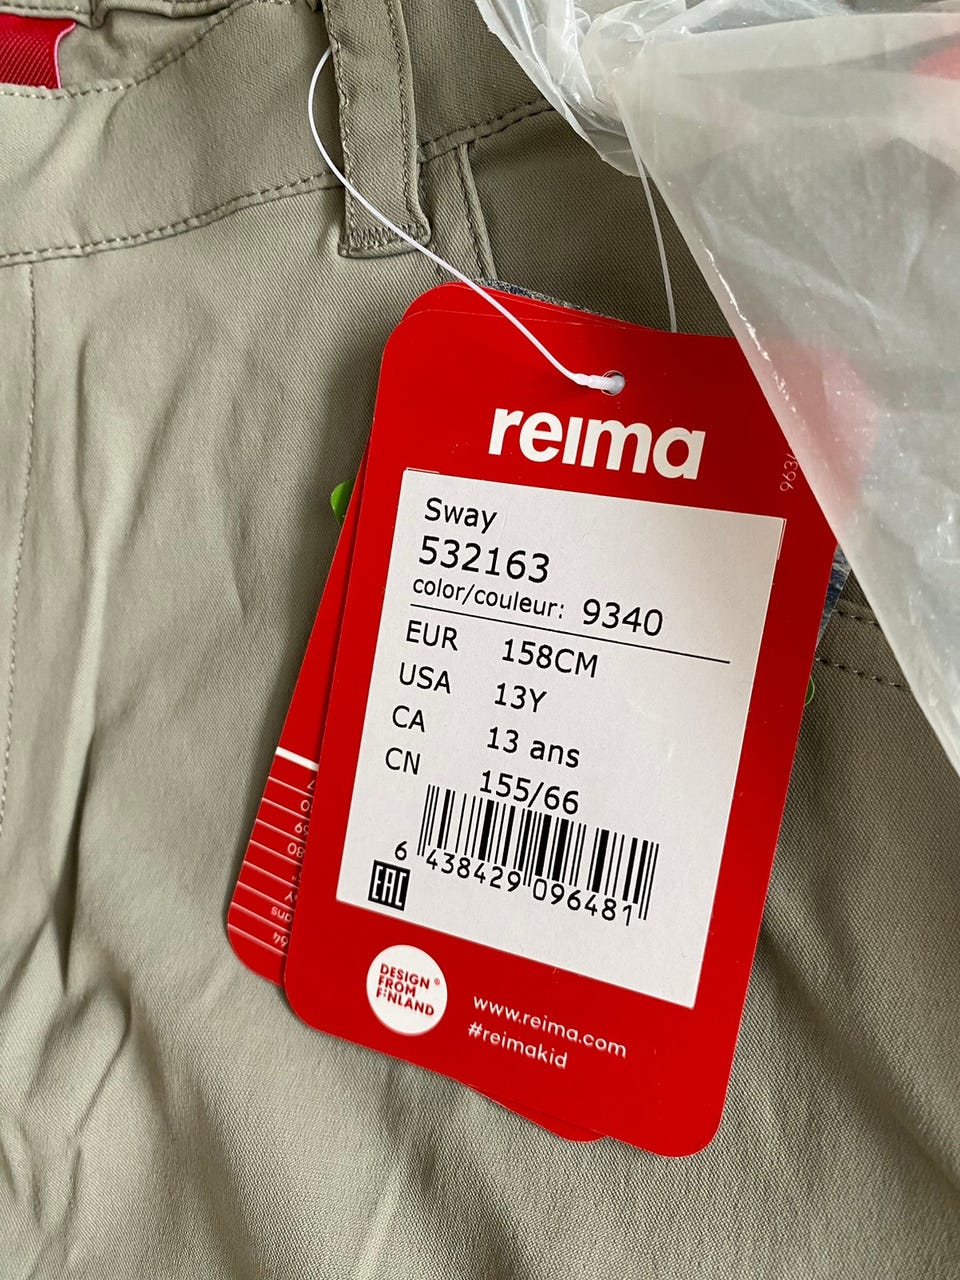 reima
Sway
532163
color/couleur: 9340
EUR 158CM
USA 13Y
CA 13 ans
CN 155/66
6 438429 096481
EAC
DESIGN
FROM
FINLAND
www.reima.com
#reimakid